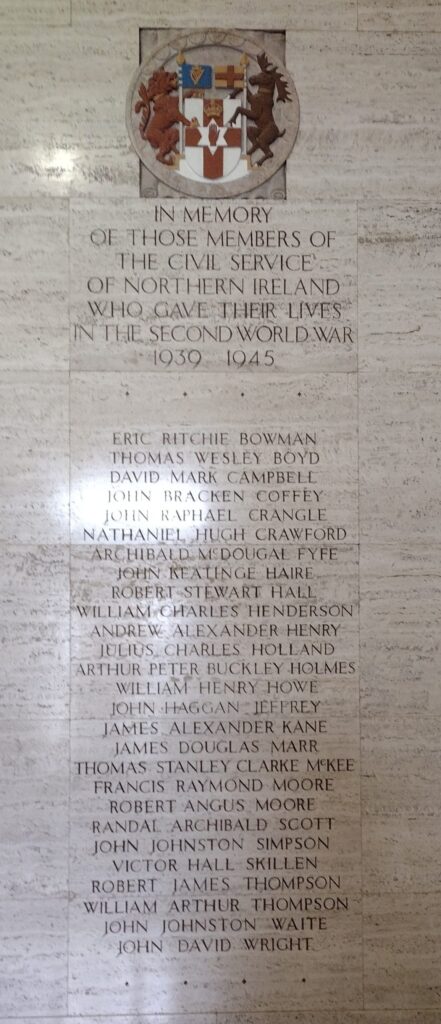 IN MEMORY
OF THOSE MEMBERS OF
THE CIVIL SERVICE
OF NORTHERN IRELAND
WHO GAVE THEIR LIVES
IN THE SECOND WORLD WAR
1939 1945
ERIC RITCHIE BOWMAN
THOMAS WESLEY BOYD
DAVID MARK CAMPBELL
JOHN BRACKEN COFFEY
JOHN RAPHAEL CRANGLE
NATHANIEL HUGH CRAWFORD
ARCHIBALD McDOUGAL FYFE
JOHN KEATINGE HAIRE
ROBERT STEWART HALL
WILLIAM CHARLES HENDERSON
ANDREW ALEXANDER HENRY
JULIUS CHARLES HOLLAND
ARTHUR PETER BUCKLEY HOLMES
WILLIAM HENRY HOWE
JOHN HAGGAN JEFFREY
JAMES ALEXANDER KANE
JAMES DOUGLAS MARR
THOMAS STANLEY CLARKE McKEE
FRANCIS RAYMOND MOORE
ROBERT ANGUS MOORE
RANDAL ARCHIBALD SCOTT
JOHN JOHNSTON SIMPSON
VICTOR HALL SKILLEN
ROBERT JAMES THOMPSON
WILLIAM ARTHUR THOMPSON
JOHN JOHNSTON WAITE
JOHN DAVID WRIGHT